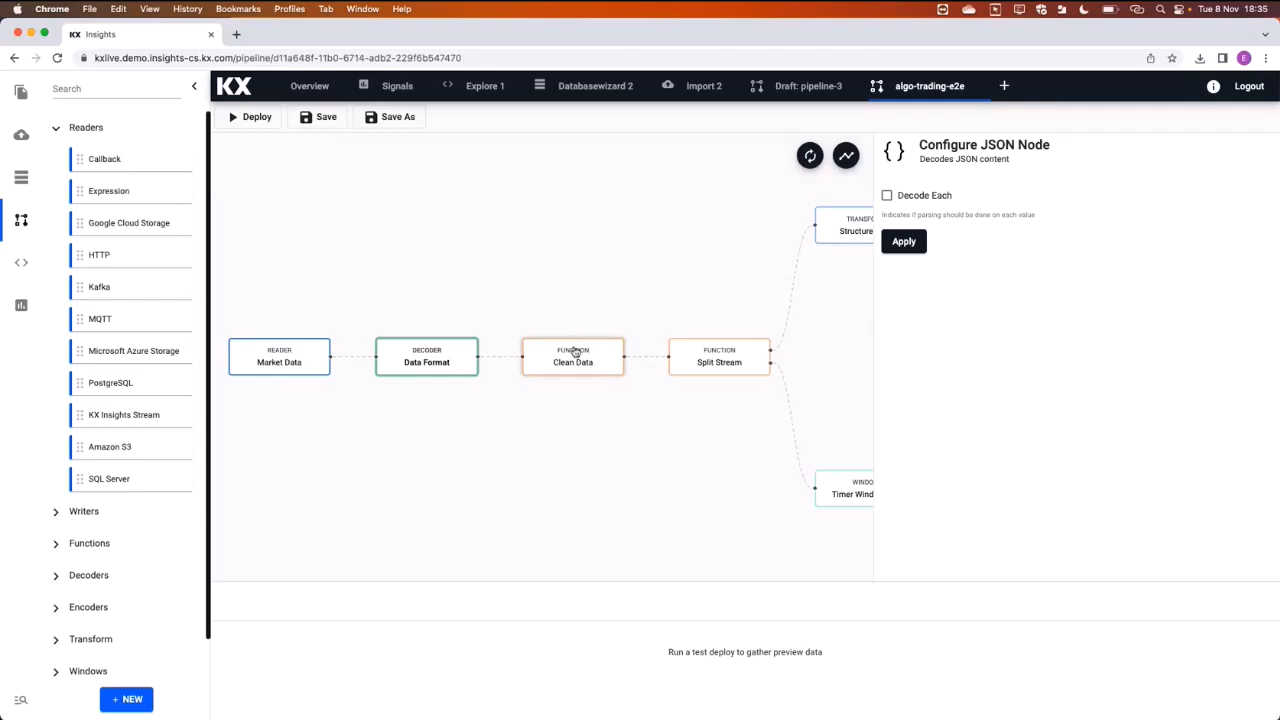 Chrome File Edit View History Bookmarks Profiles Tab Window Help Tue 8 Nov 18:35
KX Insights
kxlive.demo.insights-cs.kx.com/pipeline/d11a648f-11b0-6714-adb2-229f6b547470
E
KX Overview Signals Explore 1 Databasewizard 2 Import 2 Draft: pipeline-3 algo-trading-e2e Logout
Search
Deploy Save Save As
Readers
Callback
Expression
Google Cloud Storage
HTTP
Kafka
MQTT
Microsoft Azure Storage
PostgreSQL
KX Insights Stream
Amazon S3
SQL Server
Writers
Functions
Decoders
Encoders
Transform
Windows
+ NEW
READER
Market Data
DECODER
Data Format
FUNCTION
Clean Data
FUNCTION
Split Stream
TRANSFO
Structure
WINDO
Timer Wind
Configure JSON Node
Decodes JSON content
Decode Each
Indicates if parsing should be done on each value
Apply
Run a test deploy to gather preview data